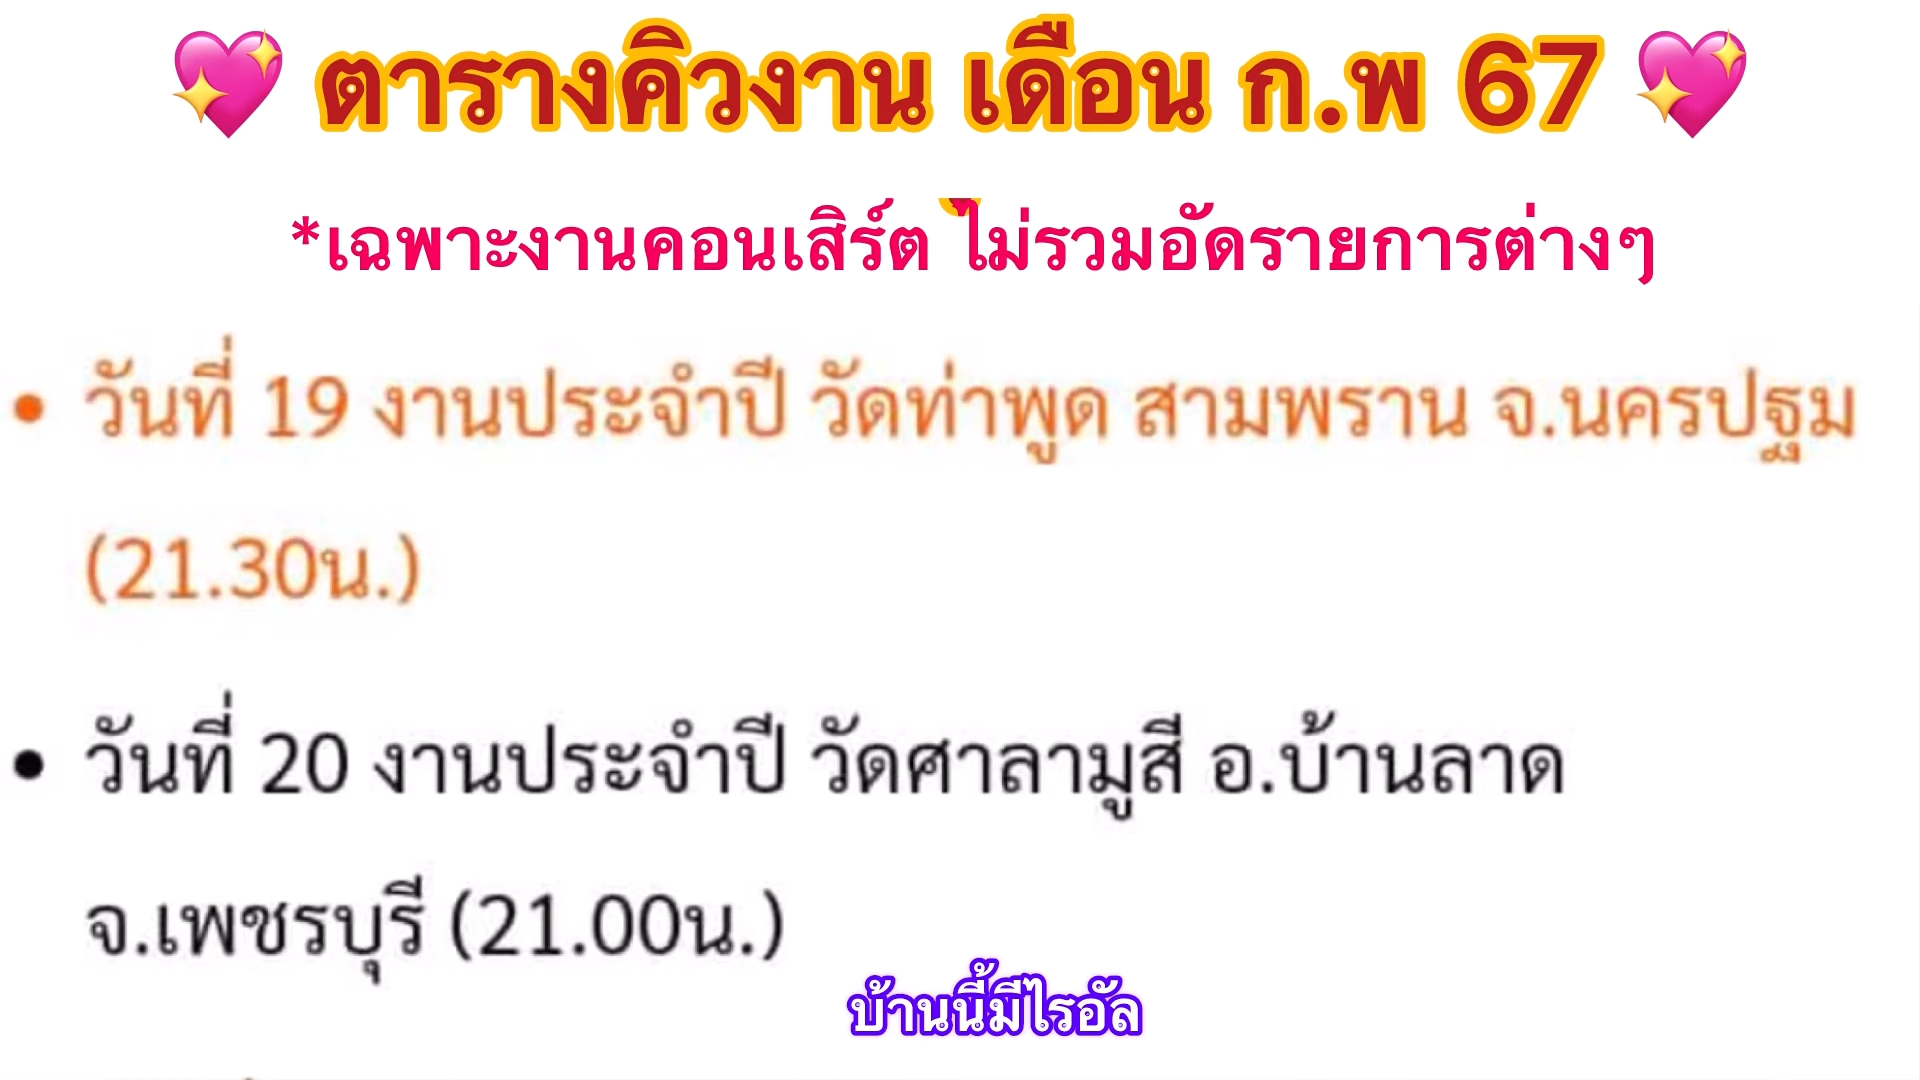 💖 ตารางคิวงาน เดือน ก.พ 67 💖
*เฉพาะงานคอนเสิร์ต ไม่รวมอัดรายการต่างๆ
• วันที่ 19 งานประจำปี วัดท่าพูด สามพราน จ.นครปฐม
(21.30น.)
• วันที่ 20 งานประจำปี วัดศาลามูสี อ.บ้านลาด
จ.เพชรบุรี (21.00น.)
บ้านนี้มีไรอัล